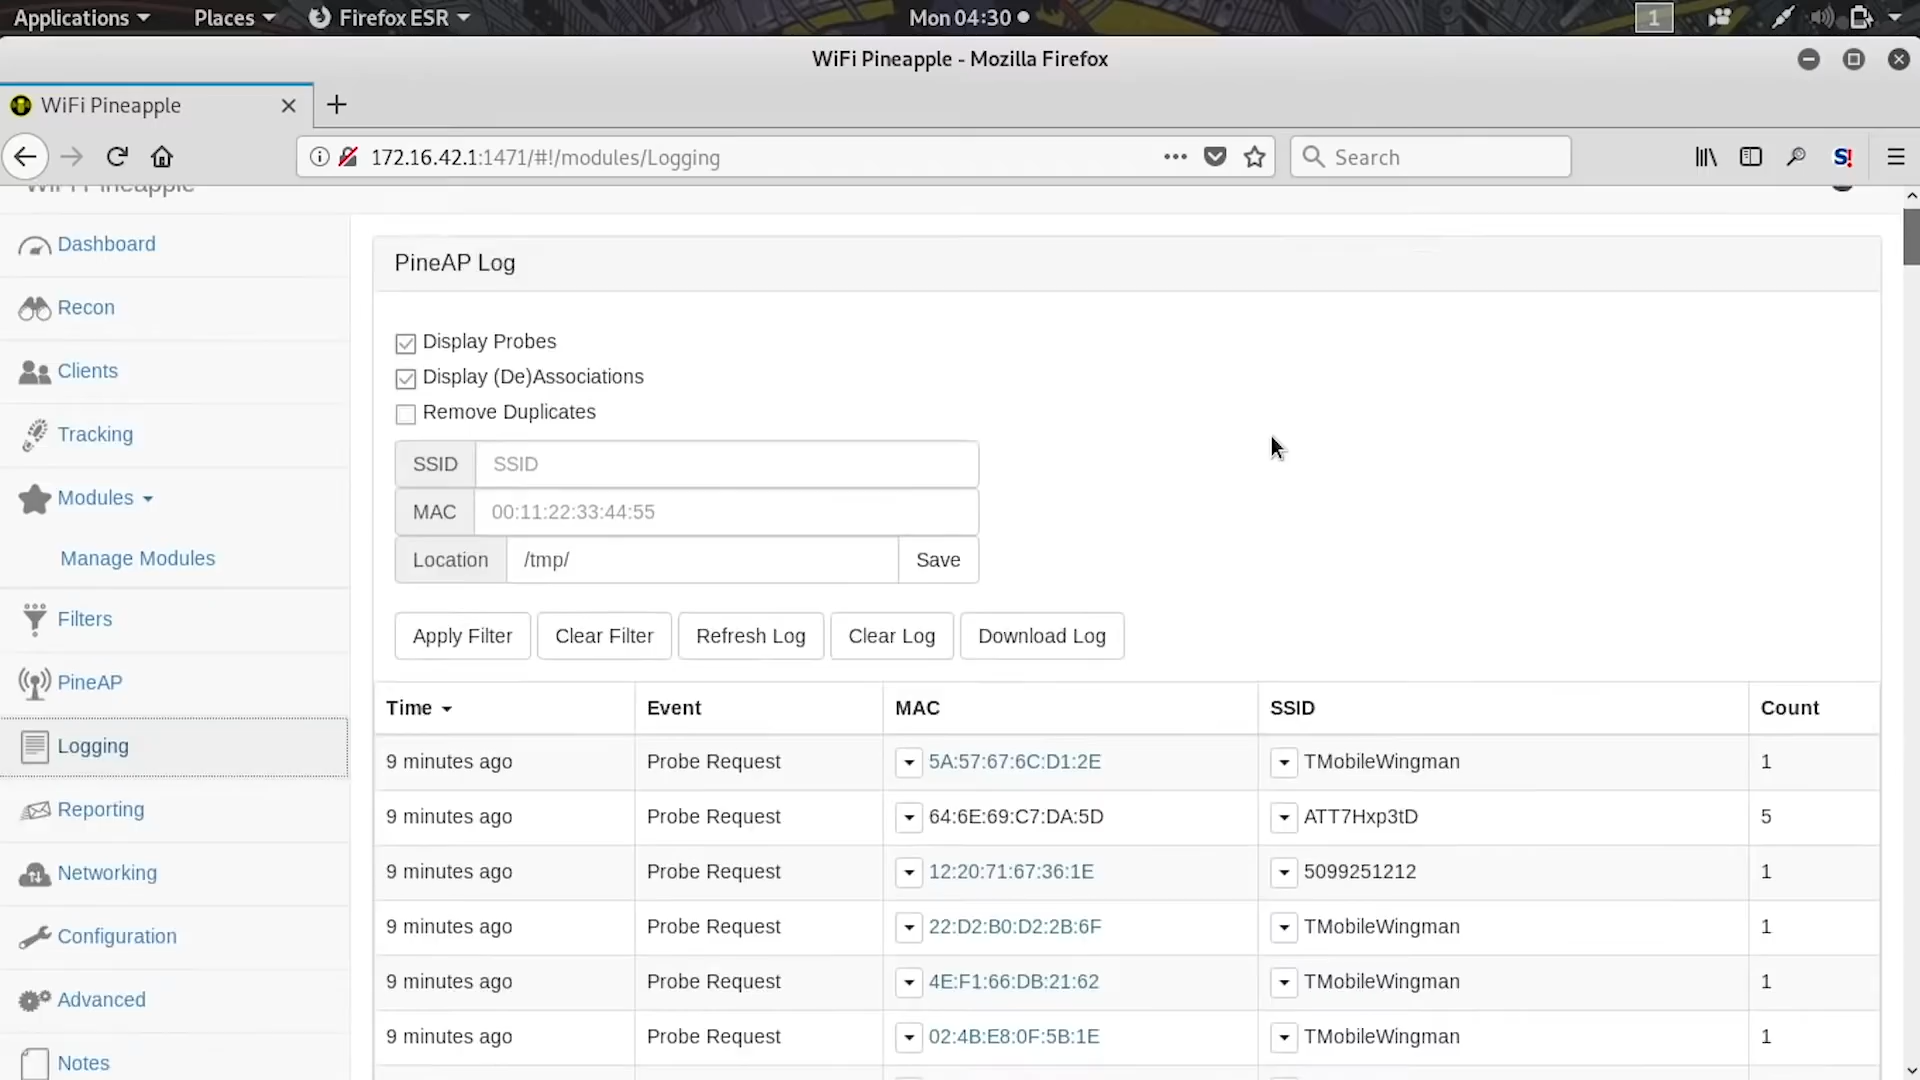 Applications Places Firefox ESR Mon 04:30 1
WiFi Pineapple - Mozilla Firefox
WiFi Pineapple
172.16.42.1:1471/#!/modules/Logging Search S!
WiFi Pineapple
Dashboard
Recon
Clients
Tracking
Modules
Manage Modules
Filters
PineAP
Logging
Reporting
Networking
Configuration
Advanced
Notes
PineAP Log
Display Probes
Display (De)Associations
Remove Duplicates
SSID SSID
MAC 00:11:22:33:44:55
Location /tmp/ Save
Apply Filter Clear Filter Refresh Log Clear Log Download Log
Time Event MAC SSID Count
9 minutes ago Probe Request 5A:57:67:6C:D1:2E TMobileWingman 1
9 minutes ago Probe Request 64:6E:69:C7:DA:5D ATT7Hxp3tD 5
9 minutes ago Probe Request 12:20:71:67:36:1E 5099251212 1
9 minutes ago Probe Request 22:D2:B0:D2:2B:6F TMobileWingman 1
9 minutes ago Probe Request 4E:F1:66:DB:21:62 TMobileWingman 1
9 minutes ago Probe Request 02:4B:E8:0F:5B:1E TMobileWingman 1